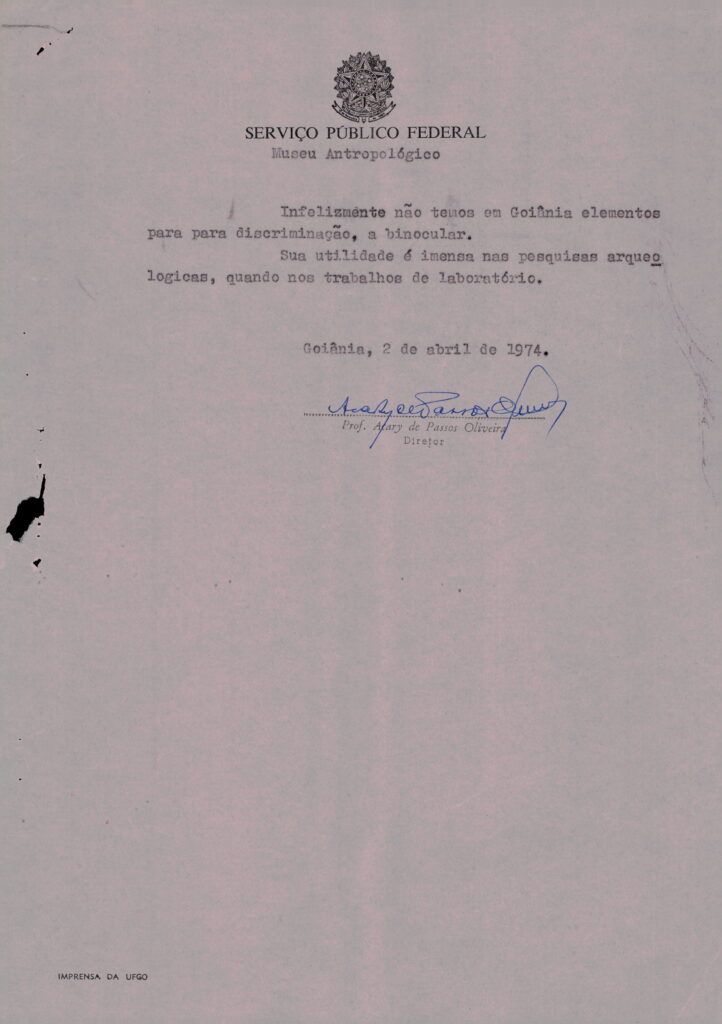 SERVIÇO PÚBLICO FEDERAL
Museu Antropológico
Infelizmente não temos em Goiânia elementos
para para discriminação, a binocular.
Sua utilidade é imensa nas pesquisas arqueo
logicas, quando nos trabalhos de laboratório.
Goiânia, 2 de abril de 1974.
Prof. Acary de Passos Oliveira
Diretor
IMPRENSA DA UFGO